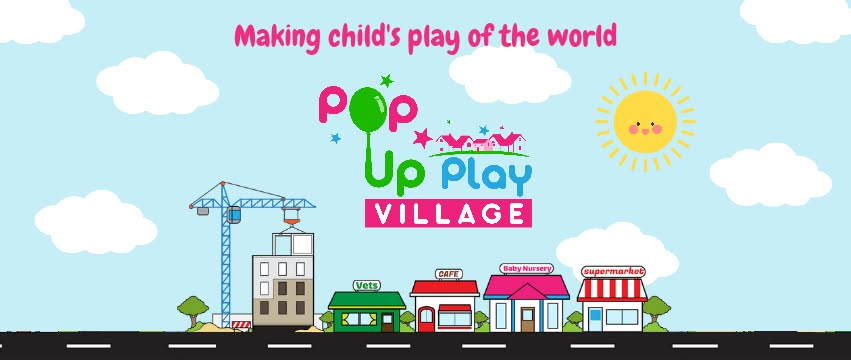 Making child's play of the world
Pop
Up Play
VILLAGE
Vets
CAFE
Baby Nursery
supermarket